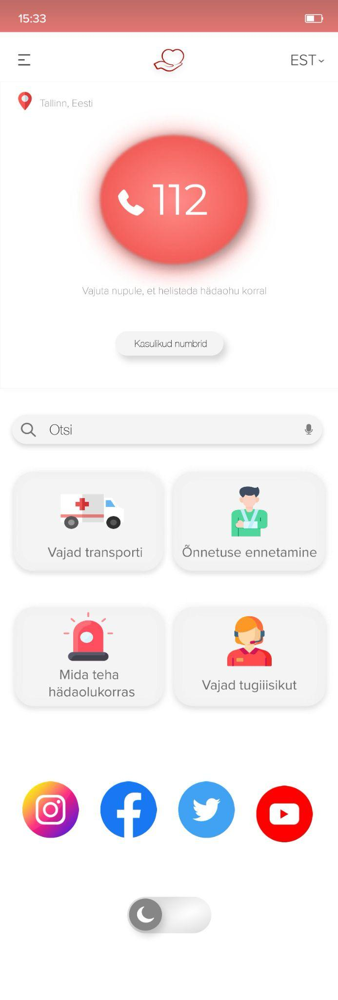 15:33
EST
Tallinn, Eesti
112
Vajuta nupule, et helistada hädaohu korral
Kasulikud numbrid
Otsi
Vajad transporti
Õnnetuse ennetamine
Mida teha
hädaolukorras
Vajad tugiiisikut